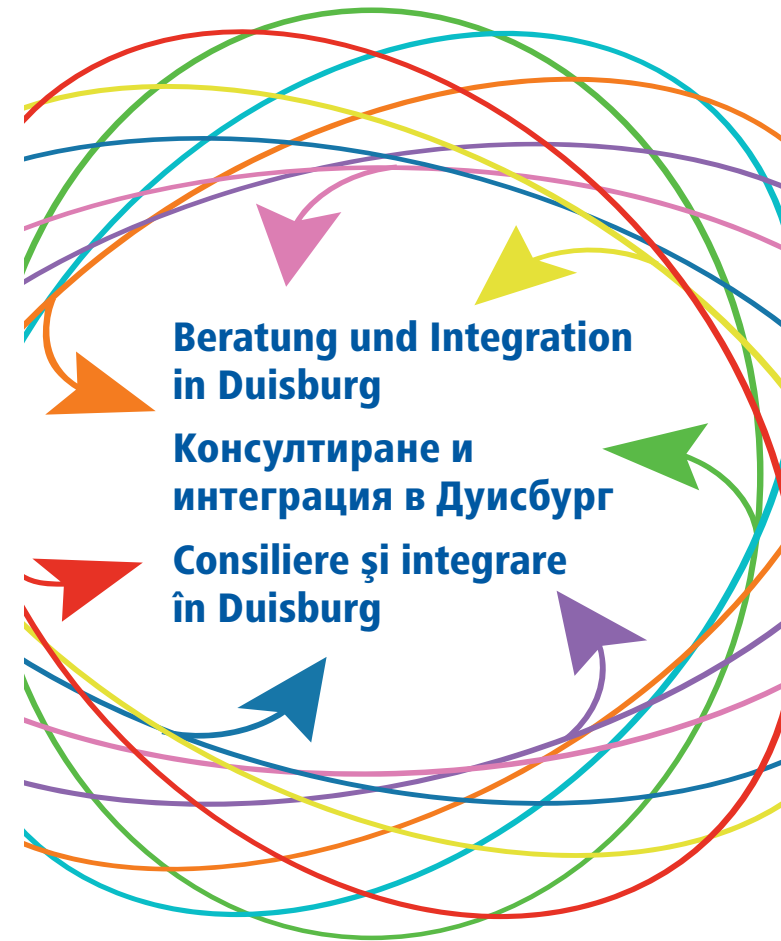 Beratung und Integration
in Duisburg
Консултиране и
интеграция в Дуисбург
Consiliere şi integrare
în Duisburg